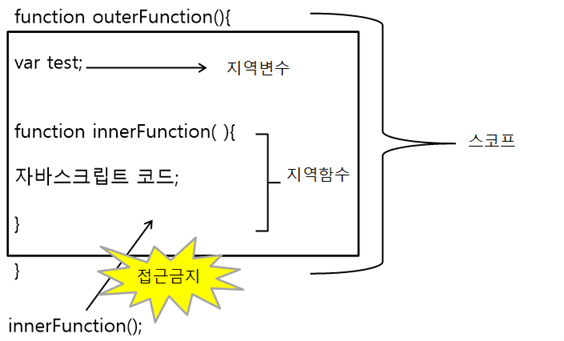 function outerFunction(){
var test;
지역변수
function innerFunction( ){
스코프
자바스크립트 코드;
지역함수
}
}
접근금지
innerFunction();